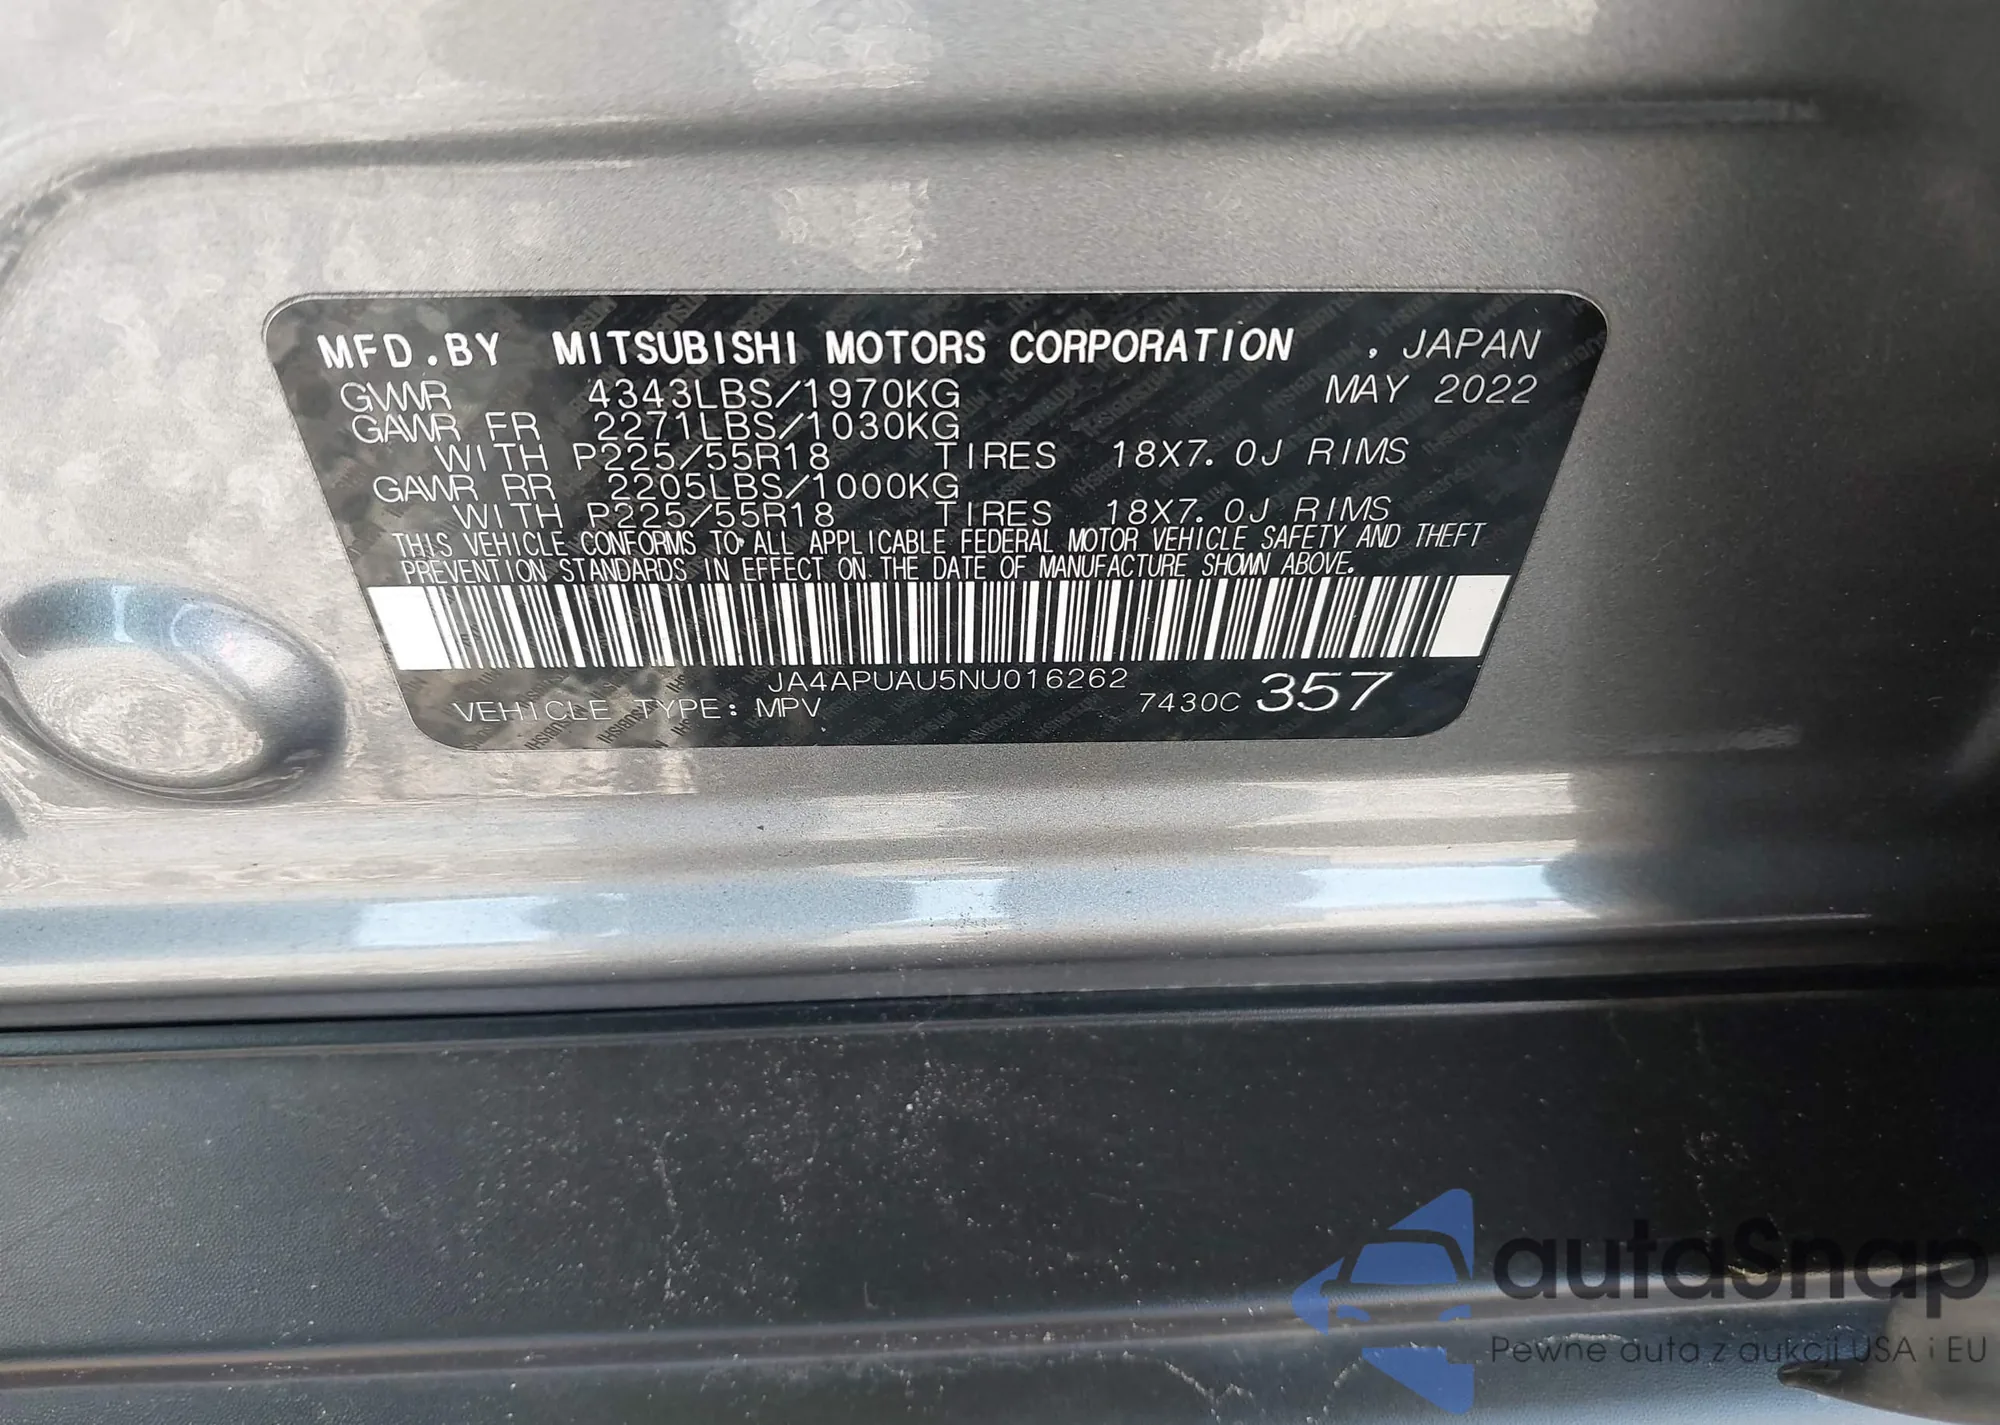 MFD.BY MITSUBISHI MOTORS CORPORATION , JAPAN
GVWR 4343LBS/1970KG MAY 2022
GAWR FR 2271LBS/1030KG
WITH P225/55R18 TIRES 18X7.0J RIMS
GAWR RR 2205LBS/1000KG
WITH P225/55R18 TIRES 18X7.0J RIMS
THIS VEHICLE CONFORMS TO ALL APPLICABLE FEDERAL MOTOR VEHICLE SAFETY AND THEFT
PREVENTION STANDARDS IN EFFECT ON THE DATE OF MANUFACTURE SHOWN ABOVE.
JA4APUAU5NU016262
VEHICLE TYPE: MPV 7430C 357
autaSnap
Pewne auta z aukcji USA i EU